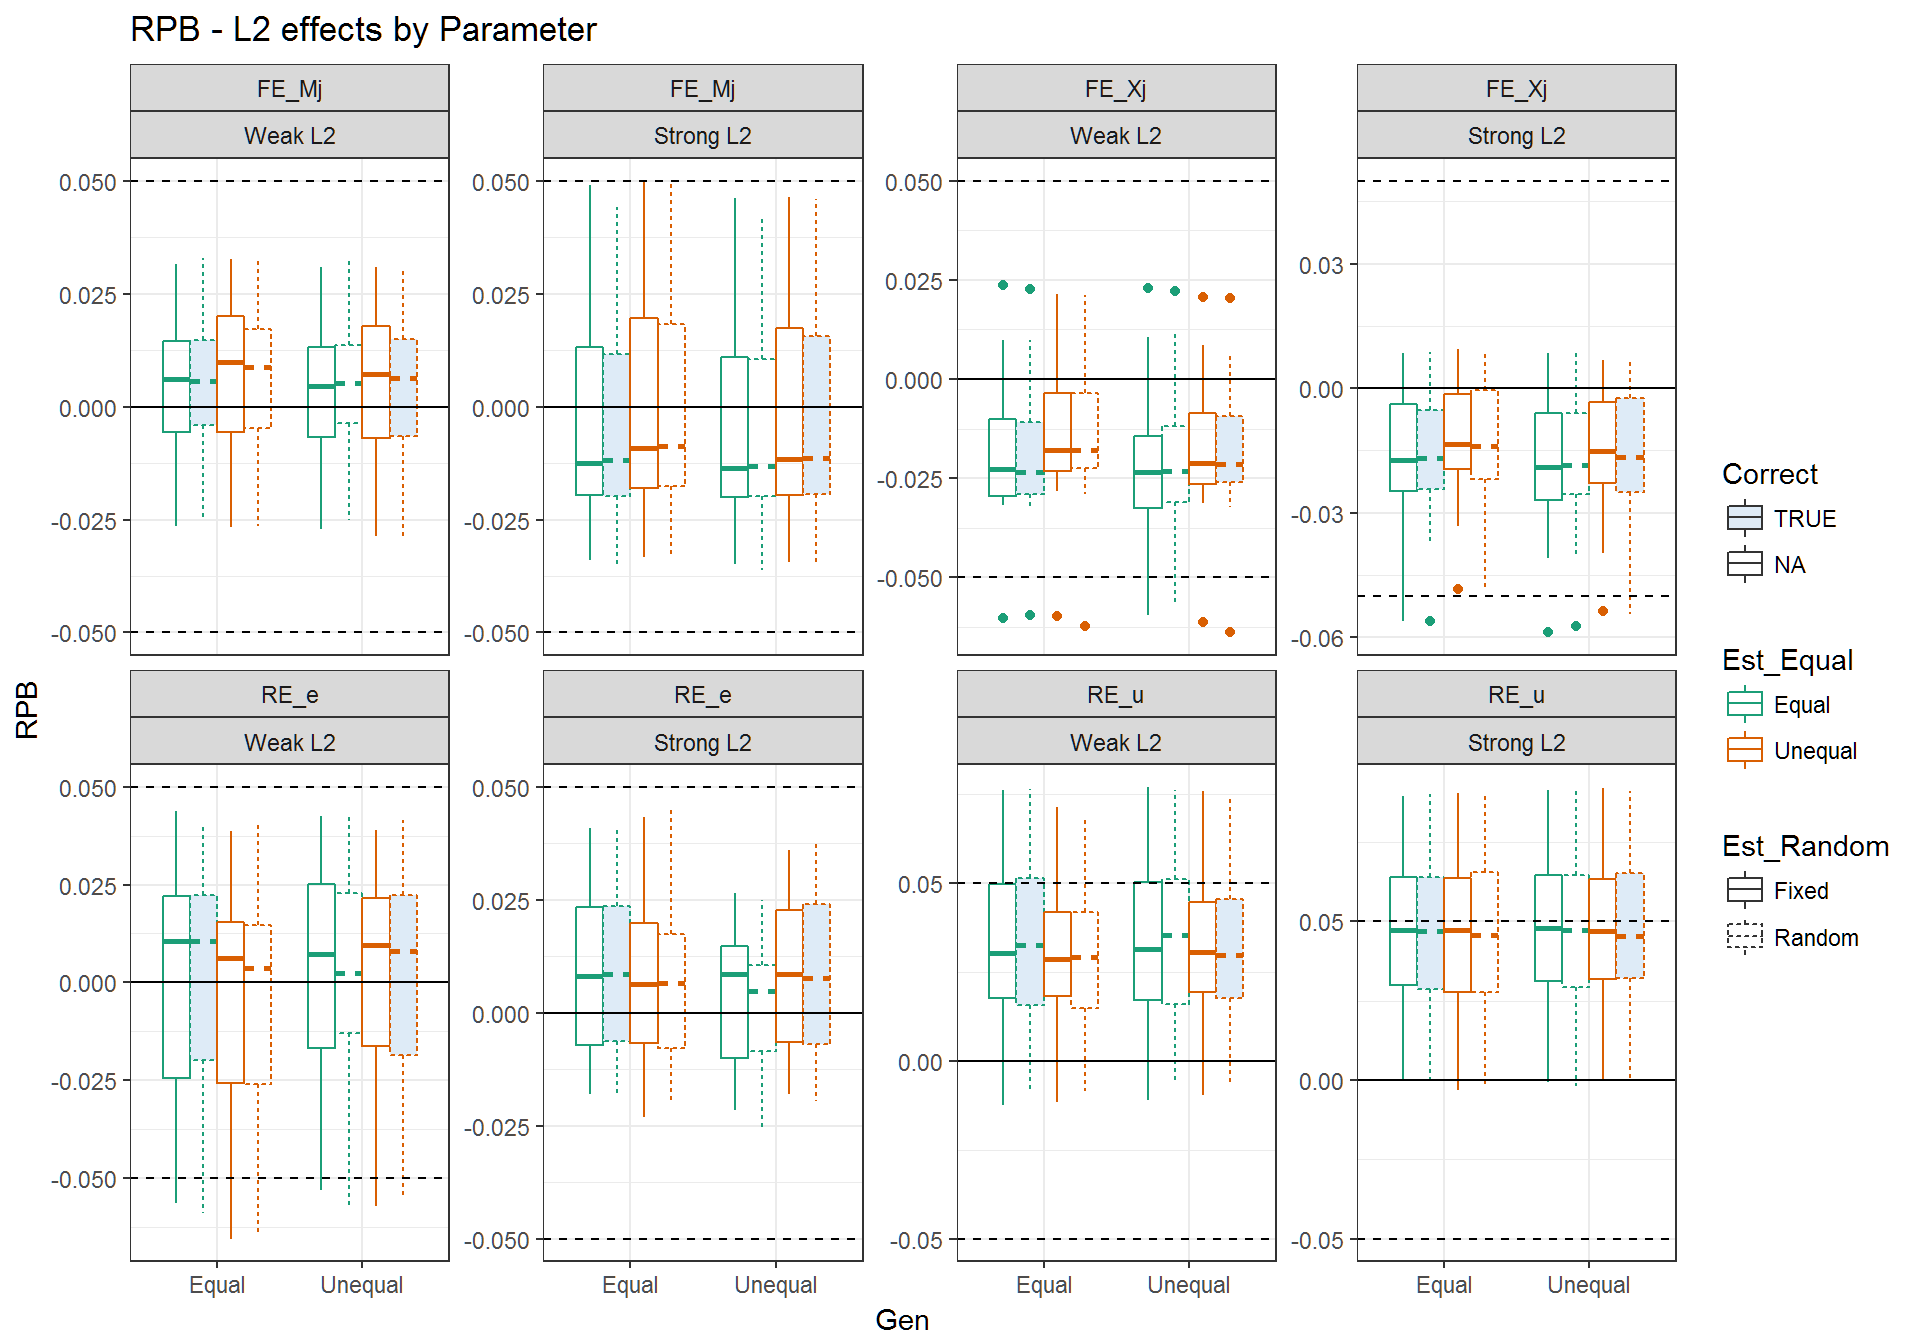 RPB - L2 effects by Parameter
FE_Mj
FE_Mj
FE_Xj
FE_Xj
Weak L2
Strong L2
Weak L2
Strong L2
0.050
0.025
0.000
-0.025
-0.050
0.050
0.025
0.000
-0.025
-0.050
0.050
0.025
0.000
-0.025
-0.050
0.03
0.00
-0.03
-0.06
RPB
RE_e
RE_e
RE_u
RE_u
Weak L2
Strong L2
Weak L2
Strong L2
0.050
0.025
0.000
-0.025
-0.050
0.050
0.025
0.000
-0.025
-0.050
0.05
0.00
-0.05
0.05
0.00
-0.05
Equal
Unequal
Equal
Unequal
Equal
Unequal
Equal
Unequal
Gen
Correct
TRUE
NA
Est_Equal
Equal
Unequal
Est_Random
Fixed
Random